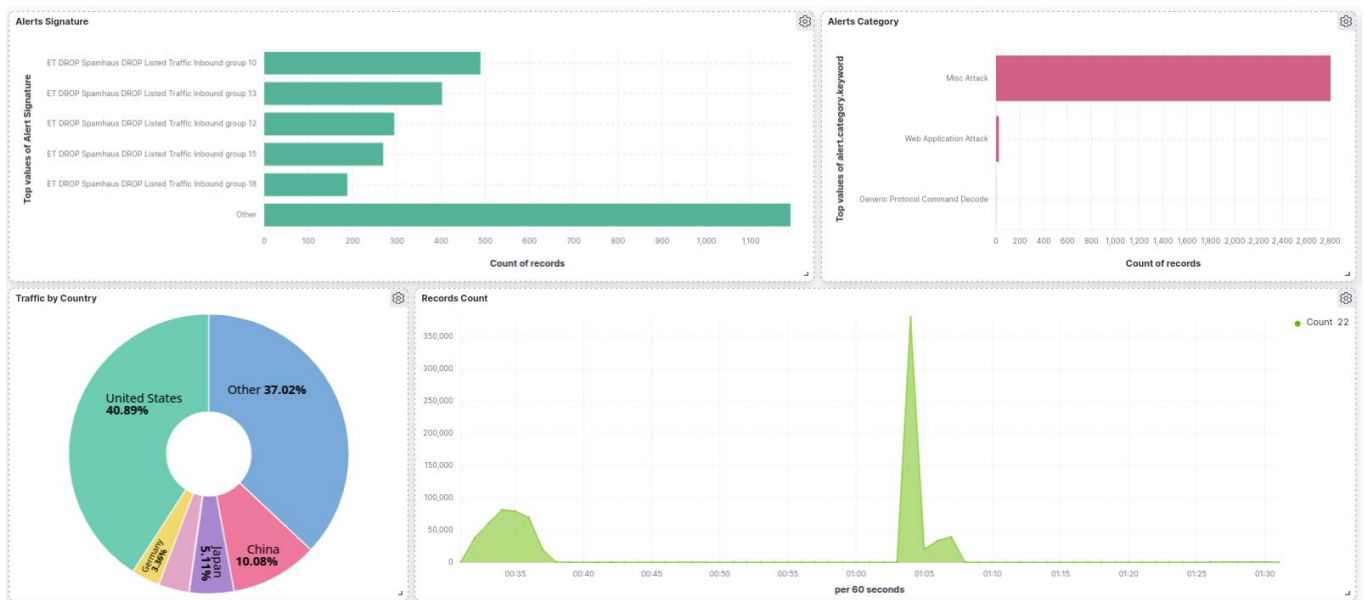 Alerts Signature
Top values of Alert Signature
ET DROP Spamhaus DROP Listed Traffic Inbound group 10
ET DROP Spamhaus DROP Listed Traffic Inbound group 13
ET DROP Spamhaus DROP Listed Traffic Inbound group 12
ET DROP Spamhaus DROP Listed Traffic Inbound group 15
ET DROP Spamhaus DROP Listed Traffic Inbound group 18
Other
0 100 200 300 400 500 600 700 800 900 1,000 1,100
Count of records
Alerts Category
Top values of alert.category.keyword
Misc Attack
Web Application Attack
Generic Protocol Command Decode
0 200 400 600 800 1,000 1,200 1,400 1,600 1,800 2,000 2,200 2,400 2,600 2,800
Count of records
Traffic by Country
Other 37.02%
United States
40.89%
China
10.08%
Japan
5.11%
Germany
3.36%
Records Count
Count 22
350,000
300,000
250,000
200,000
150,000
100,000
50,000
0
00:35 00:40 00:45 00:50 00:55 01:00 01:05 01:10 01:15 01:20 01:25 01:30
per 60 seconds